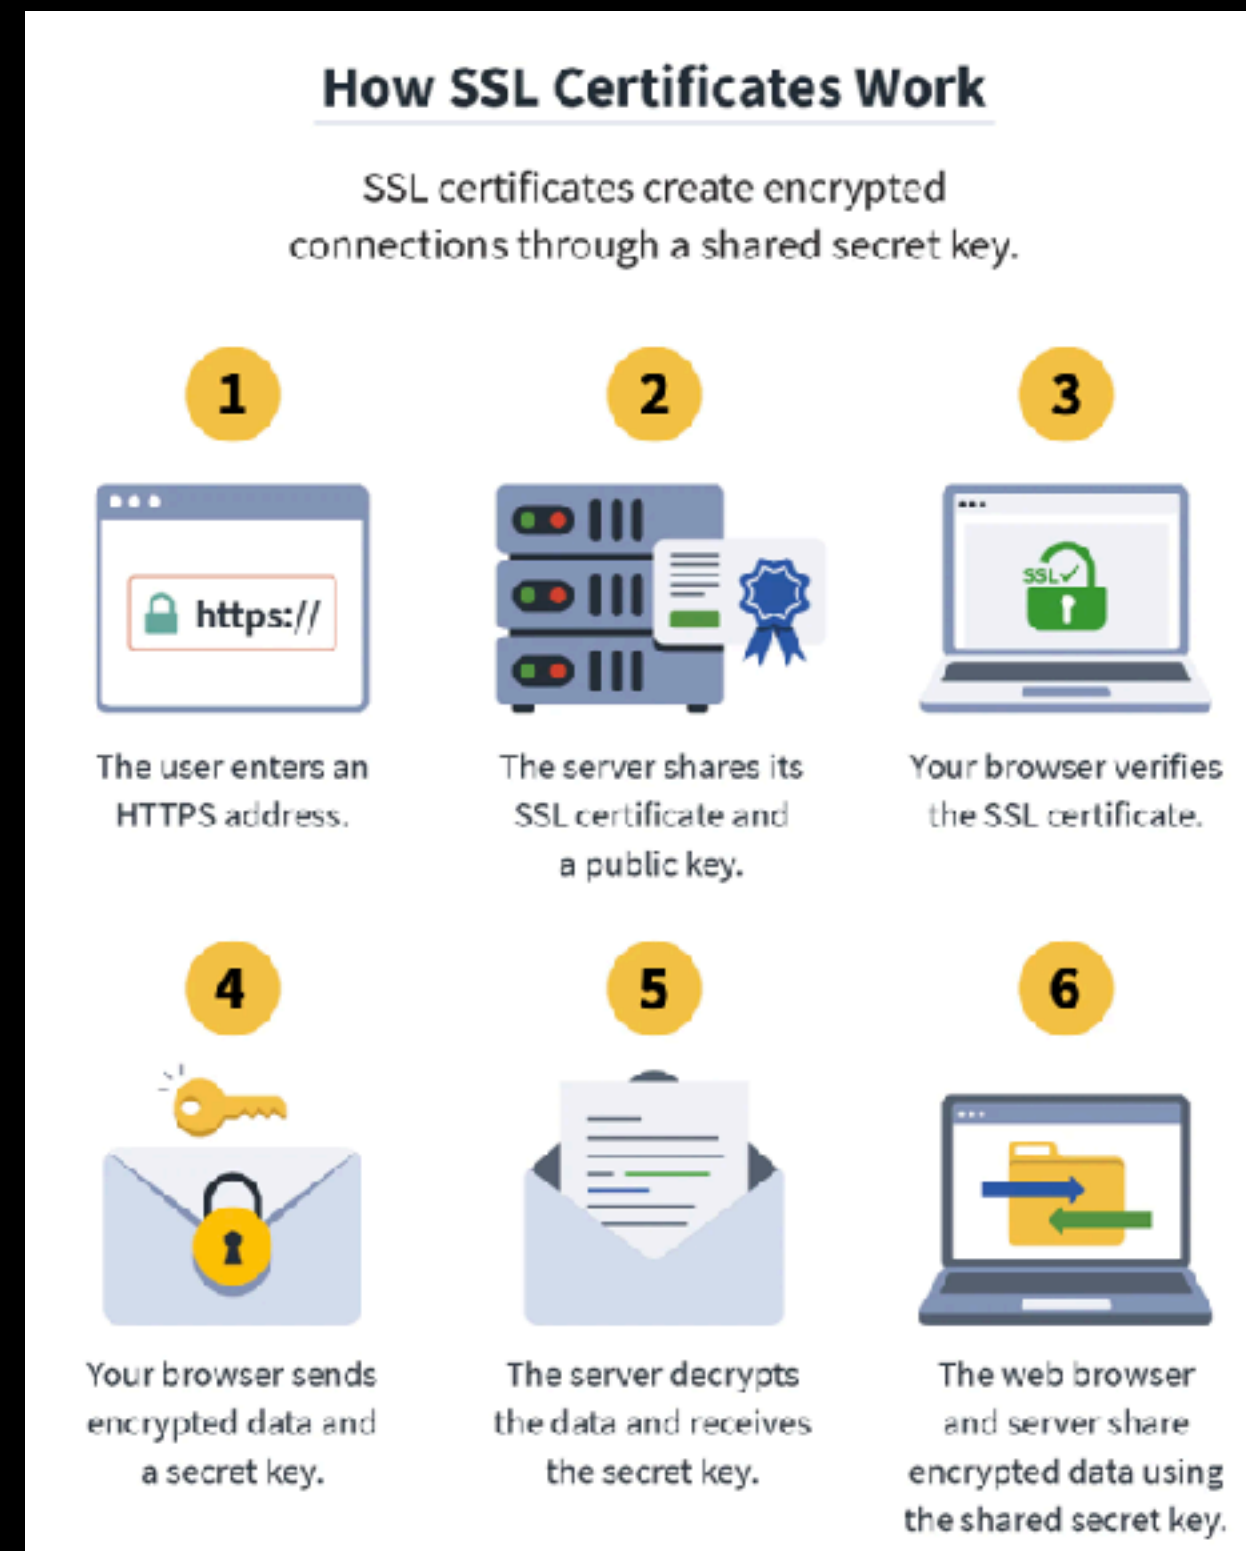 How SSL Certificates Work
SSL certificates create encrypted
connections through a shared secret key.
1
https://
The user enters an
HTTPS address.
2
The server shares its
SSL certificate and
a public key.
3
SSL
Your browser verifies
the SSL certificate.
4
Your browser sends
encrypted data and
a secret key.
5
The server decrypts
the data and receives
the secret key.
6
The web browser
and server share
encrypted data using
the shared secret key.